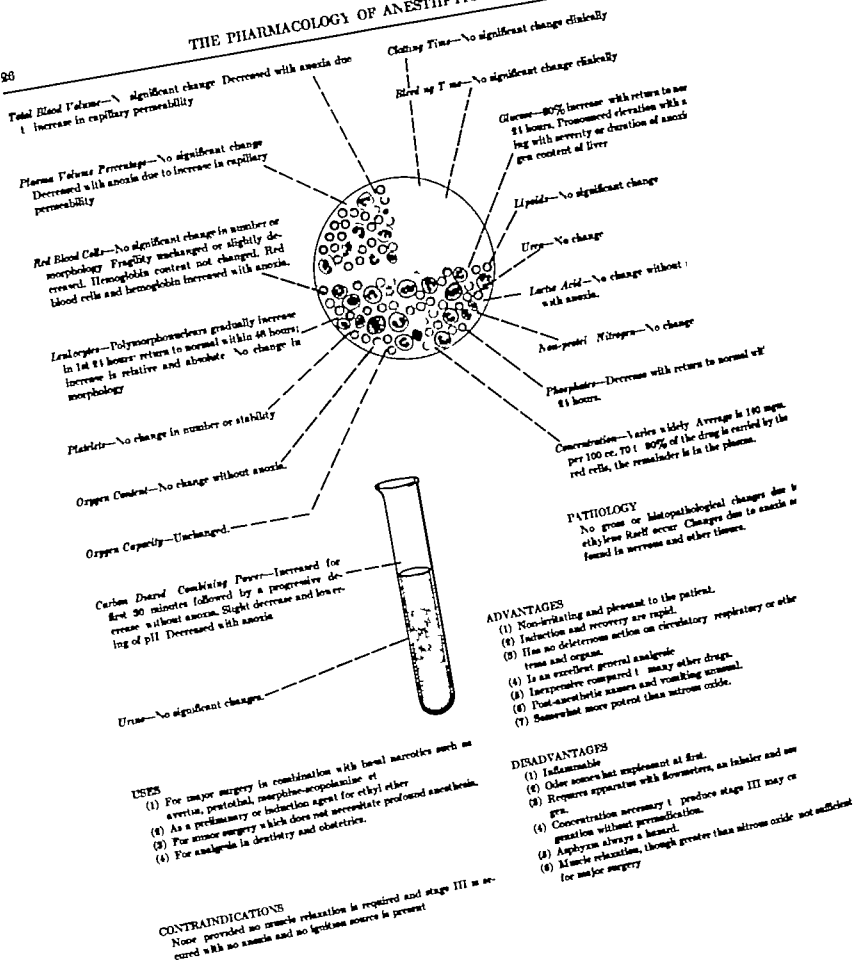 26
THE PHARMACOLOGY OF
Total Blood Volume—No significant change Decreased with anoxia due
t increase in capillary permeability
Plasma Volume Percentage—No significant change
Decreased with anoxia due to increase in capillary
permeability
Red Blood Cells—No significant change in number or
morphology Fragility unchanged or slightly de-
creased. Hemoglobin content not changed. Red
blood cells and hemoglobin increased with anoxia.
Leukocytes—Polymorphonuclears gradually increase
in 1st 24 hours return to normal within 48 hours;
increase is relative and absolute No change in
morphology
Platelets—No change in number or stability
Oxygen Content—No change without anoxia.
Oxygen Capacity—Unchanged.
Carbon Combining Power—Increased for
first 30 minutes followed by a progressive de-
crease without anoxia. Slight decrease and lower-
ing of pH Decreased with anoxia
Urine—No significant changes.
Clotting Time—No significant change clinically
Bleed ng T me—No significant change clinically
Glucose—80% increase with return to
24 hours. Pronounced elevation with a
ing with severity or duration of
gen content of liver
Lipoids—No significant change
Urea—No change
Lactic Acid—No change without
with anoxia.
Non-protei Nitrogen—No change
Phosphates—Decrease with return to normal
24 hours.
Concentration—Varies widely Average is 140 mgm.
per 100 cc. 70 t 80% of the drug is carried by the
red cells, the remainder is in the plasma.
PATHOLOGY
No gross or histopathological changes due
ethylene itself occur Changes due to anoxia
found in nervous and other tissues.
ADVANTAGES
(1) Non-irritating and pleasant to the patient.
(2) Induction and recovery are rapid.
(3) Has no deleterious action on circulatory respiratory or
tems and organs.
(4) Is an excellent general analgesic
(5) Inexpensive compared t many other drugs.
(6) Post-anesthetic nausea and vomiting unusual.
(7) Somewhat more potent than nitrous oxide.
USES
(1) For major surgery in combination with basal narcotics such as
avertin, pentothal, morphine-scopolamine et
(2) As a preliminary or induction agent for ethyl ether
(3) For minor surgery which does not necessitate profound anesthesia.
(4) For analgesia in dentistry and obstetrics.
DISADVANTAGES
(1) Inflammable
(2) Odor somewhat unpleasant at first.
(3) Requires apparatus with flowmeters, an inhaler and
gen.
(4) Concentration necessary t produce stage III may
genation without premedication.
(5) Asphyxia always a hazard.
(6) Muscle relaxation, though greater than nitrous oxide not sufficient
for major surgery
CONTRAINDICATIONS
None provided no muscle relaxation is required and stage III is se-
cured with no anoxia and no ignition source is present